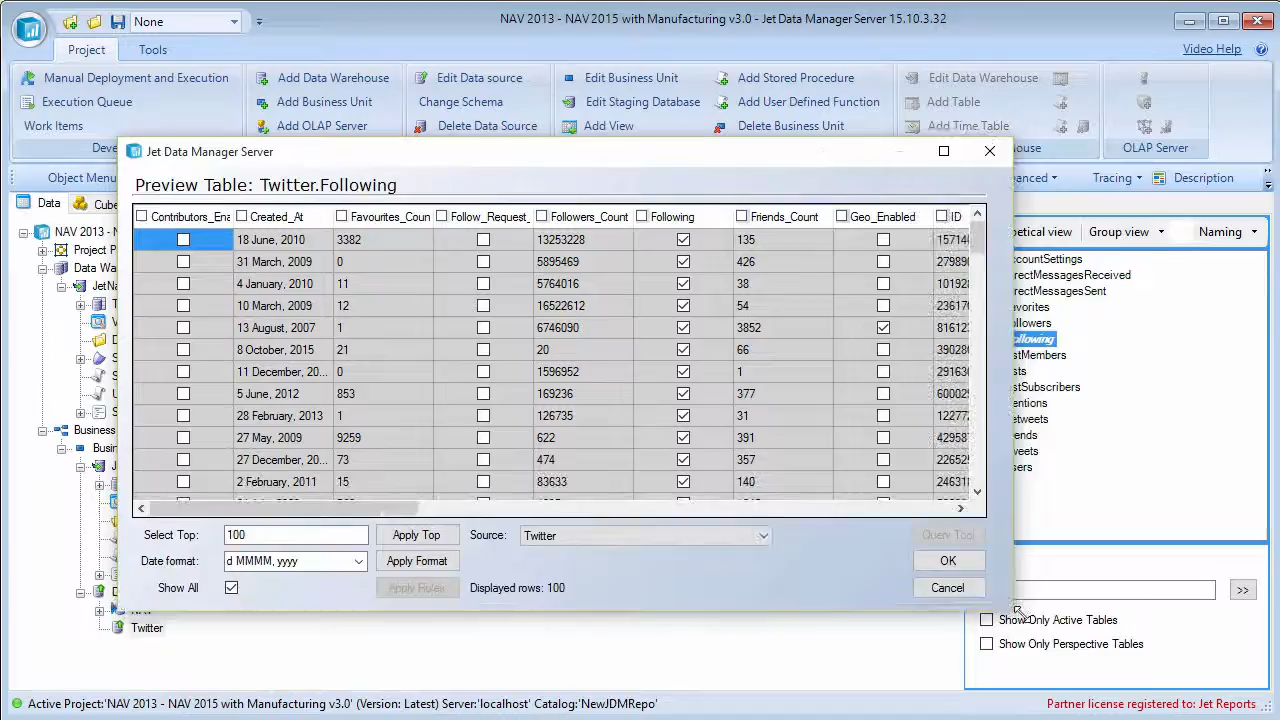 None
NAV 2013 - NAV 2015 with Manufacturing v3.0' - Jet Data Manager Server 15.10.3.32
Project Tools
Video Help
Manual Deployment and Execution
Execution Queue
Work Items
Add Data Warehouse
Add Business Unit
Add OLAP Server
Edit Data source
Change Schema
Delete Data Source
Edit Business Unit
Edit Staging Database
Add View
Add Stored Procedure
Add User Defined Function
Delete Business Unit
Edit Data Warehouse
Add Table
Add Time Table
OLAP Server
Object Menu
Tracing
Description
Data
Group view
Naming
Jet Data Manager Server
Preview Table: Twitter.Following
Contributors_Ena Created_At Favourites_Coun Follow_Request_ Followers_Count Following Friends_Count Geo_Enabled ID
18 June, 2010 3382 13253228 135
31 March, 2009 0 5895469 426
4 January, 2010 11 5764016 38
10 March, 2009 12 16522612 54
13 August, 2007 1 6746090 3852
8 October, 2015 21 20 66
11 December, 20... 0 1596952 1
5 June, 2012 853 169236 377
28 February, 2013 1 126735 31
27 May, 2009 9259 622 391
27 December, 20... 73 474 357
2 February, 2011 15 83633 140
Select Top: 100 Apply Top Source: Twitter Query Tool
Date format: d MMMM, yyyy Apply Format OK
Show All Apply Rules Displayed rows: 100 Cancel
Twitter
>>
Show Only Active Tables
Show Only Perspective Tables
Active Project:'NAV 2013 - NAV 2015 with Manufacturing v3.0' (Version: Latest) Server:'localhost' Catalog:'NewJDMRepo'
Partner license registered to: Jet Reports